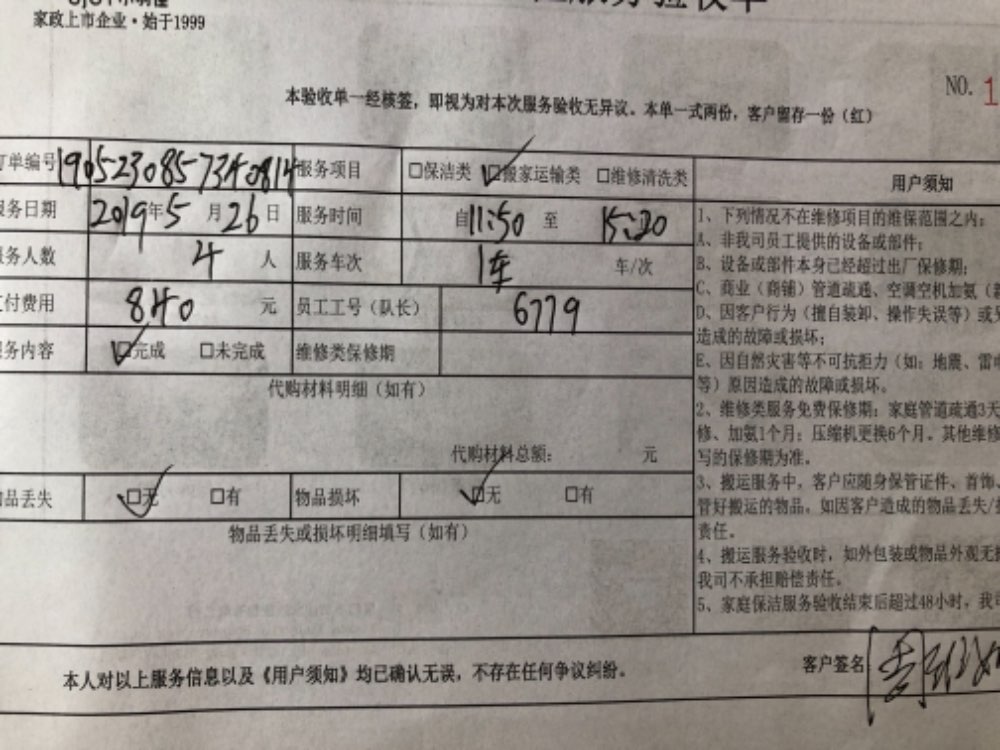 家政上市企业·始于1999
NO. 1
本验收单一经核签，即视为对本次服务验收无异议。本单一式两份，客户留存一份（红）
订单编号 1905230857340814 服务项目 □保洁类 ☑搬家运输类 □维修清洗类
服务日期 2019年5月26日 服务时间 自11:50至15:20
服务人数 4人 服务车次 1车 车/次
支付费用 840元 员工工号（队长） 6779
服务内容 ☑完成 □未完成 维修类保修期
代购材料明细（如有）
代购材料总额： 元
物品丢失 ☑无 □有 物品损坏 ☑无 □有
物品丢失或损坏明细填写（如有）
用户须知
1、下列情况不在维修项目的维保范围之内：
A、非我司员工提供的设备或部件；
B、设备或部件本身已经超过出厂保修期；
C、商业（商铺）管道疏通、空调空机加氨（
D、因客户行为（擅自装卸、操作失误等）或
造成的故障或损坏；
E、因自然灾害等不可抗拒力（如：地震、雷
等）原因造成的故障或损坏。
2、维修类服务免费保修期：家庭管道疏通3天
修、加氨1个月；压缩机更换6个月。其他维修
写的保修期为准。
3、搬运服务中，客户应随身保管证件、首饰、
管好搬运的物品，如因客户造成的物品丢失/
责任。
4、搬运服务验收时，如外包装或物品外观无
我司不承担赔偿责任。
5、家庭保洁服务验收结束后超过48小时，我
本人对以上服务信息以及《用户须知》均已确认无误，不存在任何争议纠纷。
客户签名